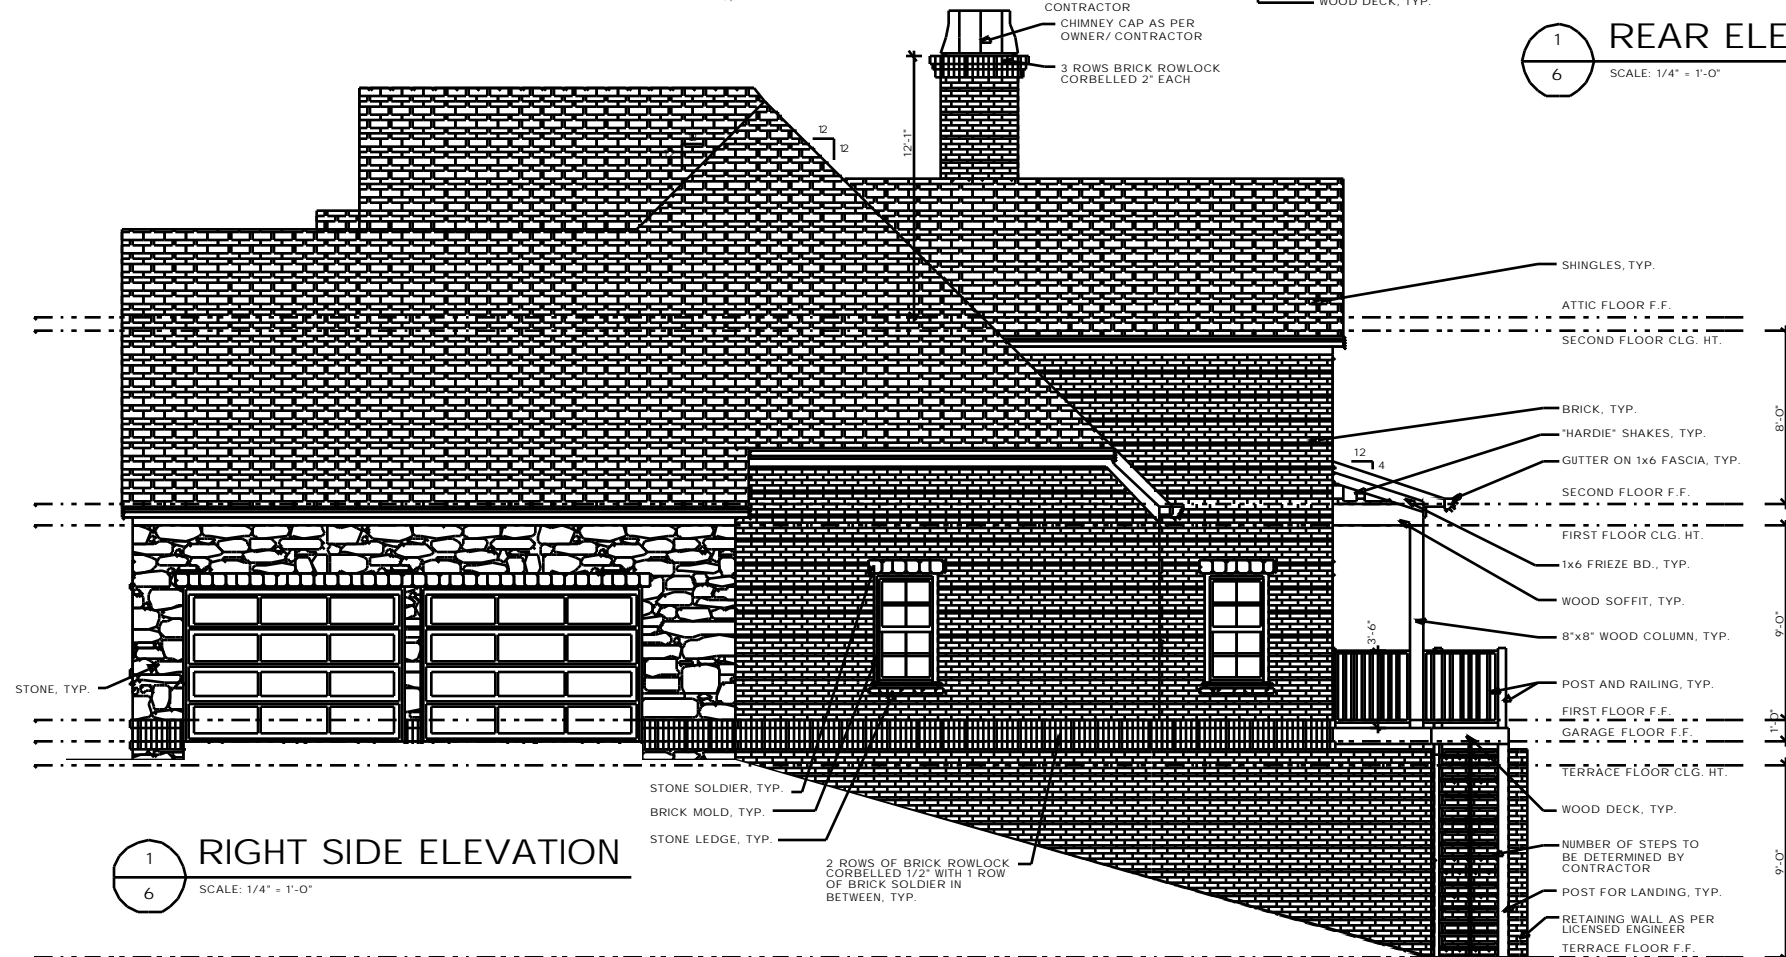 CONTRACTOR
CHIMNEY CAP AS PER
OWNER/ CONTRACTOR
3 ROWS BRICK ROWLOCK
CORBELLED 2" EACH
WOOD DECK, TYP.
1
6
REAR ELE
SCALE: 1/4" = 1'-0"
12
12
12'-1"
SHINGLES, TYP.
ATTIC FLOOR F.F.
SECOND FLOOR CLG. HT.
BRICK, TYP.
8'-0"
"HARDIE" SHAKES, TYP.
12
4
GUTTER ON 1x6 FASCIA, TYP.
SECOND FLOOR F.F.
FIRST FLOOR CLG. HT.
1x6 FRIEZE BD., TYP.
WOOD SOFFIT, TYP.
9'-0"
3'-6"
8"x8" WOOD COLUMN, TYP.
STONE, TYP.
POST AND RAILING, TYP.
FIRST FLOOR F.F.
1'-0"
GARAGE FLOOR F.F.
TERRACE FLOOR CLG. HT.
STONE SOLDIER, TYP.
BRICK MOLD, TYP.
STONE LEDGE, TYP.
WOOD DECK, TYP.
NUMBER OF STEPS TO
BE DETERMINED BY
CONTRACTOR
9'-0"
1
6
RIGHT SIDE ELEVATION
SCALE: 1/4" = 1'-0"
2 ROWS OF BRICK ROWLOCK
CORBELLED 1/2" WITH 1 ROW
OF BRICK SOLDIER IN
BETWEEN, TYP.
POST FOR LANDING, TYP.
RETAINING WALL AS PER
LICENSED ENGINEER
TERRACE FLOOR F.F.